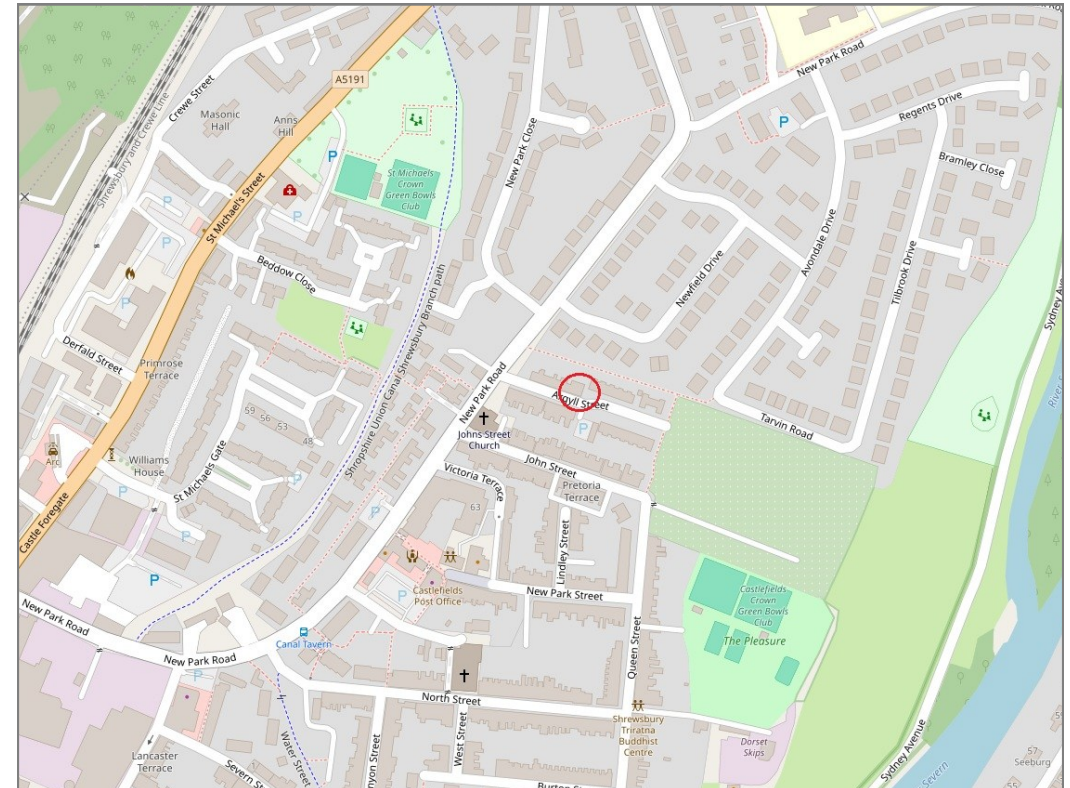 A5191
New Park Road
Crewe Street
Masonic
Hall
Anns
Hill
P
P
Regents Drive
Shrewsbury and Crewe Line
New Park Close
Bramley Close
St Michaels
Crown
Green Bowls
Club
P
P
St Michael's Street
P
Avondale Drive
Beddow Close
Newfield Drive
Tilbrook Drive
Shropshire Union Canal Shrewsbury Branch path
P
Derfald Street
Primrose
Terrace
New Park Road
Argyll Street
59
56
53
48
P
Tarvin Road
Johns Street
Church
Arc
Williams
House
John Street
Victoria Terrace
Pretoria
Terrace
St Michaels Gate
P
P
63
P
Castle Foregate
P
Lindley Street
P
Castlefields
Post Office
P
New Park Street
Castlefields
Crown
Green Bowls
Club
New Park Road
Canal Tavern
The Pleasure
New Park Road
P
Queen Street
North Street
Shrewsbury
Triratna
Buddhist
Centre
West Street
Water Street
Dorset
Skips
Lancaster
Terrace
Sydney Avenue
Severn
57
Seeburg